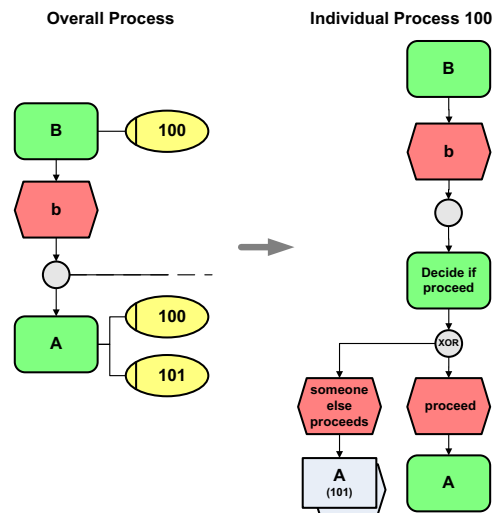 Overall Process
Individual Process 100
B
100
b
A
100
101
B
b
Decide if
proceed
XOR
someone
else
proceeds
proceed
A
(101)
A